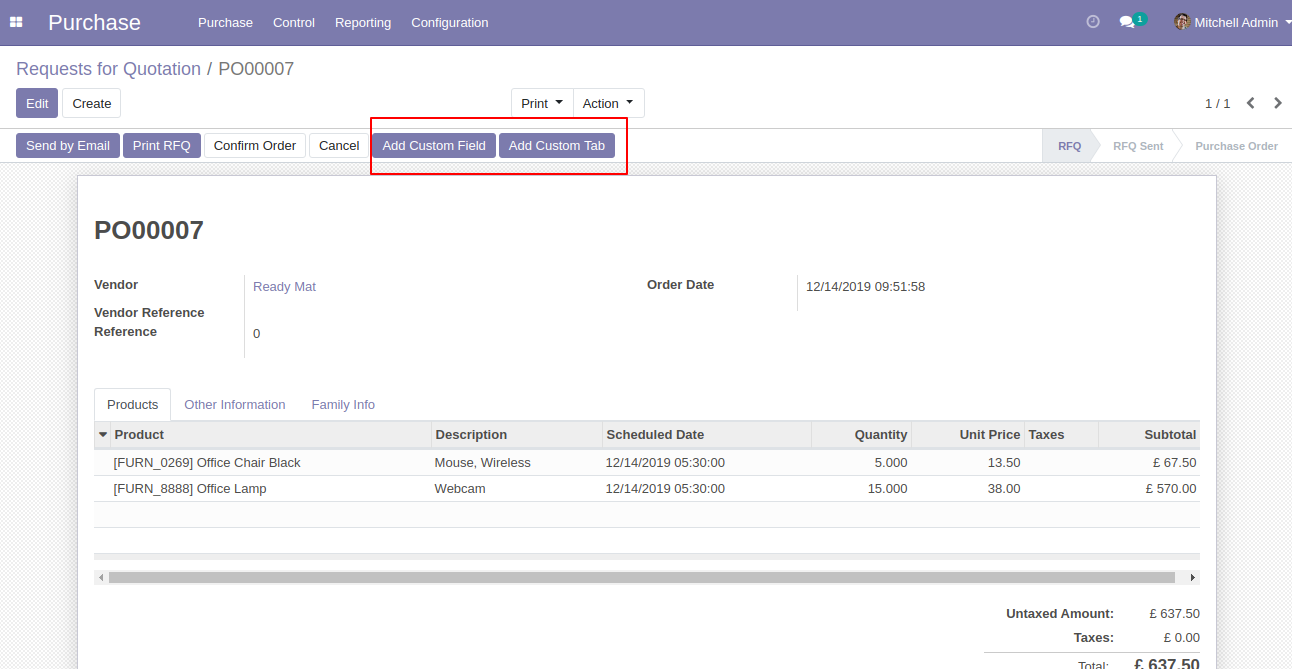 Purchase Purchase Control Reporting Configuration 1 Mitchell Admin
Requests for Quotation / PO00007
Edit Create Print Action 1 / 1
Send by Email Print RFQ Confirm Order Cancel Add Custom Field Add Custom Tab RFQ RFQ Sent Purchase Order
PO00007
Vendor Ready Mat Order Date 12/14/2019 09:51:58
Vendor Reference
Reference 0
Products Other Information Family Info
Product Description Scheduled Date Quantity Unit Price Taxes Subtotal
[FURN_0269] Office Chair Black Mouse, Wireless 12/14/2019 05:30:00 5.000 13.50 £ 67.50
[FURN_8888] Office Lamp Webcam 12/14/2019 05:30:00 15.000 38.00 £ 570.00
Untaxed Amount: £ 637.50
Taxes: £ 0.00
Total: £ 637.50